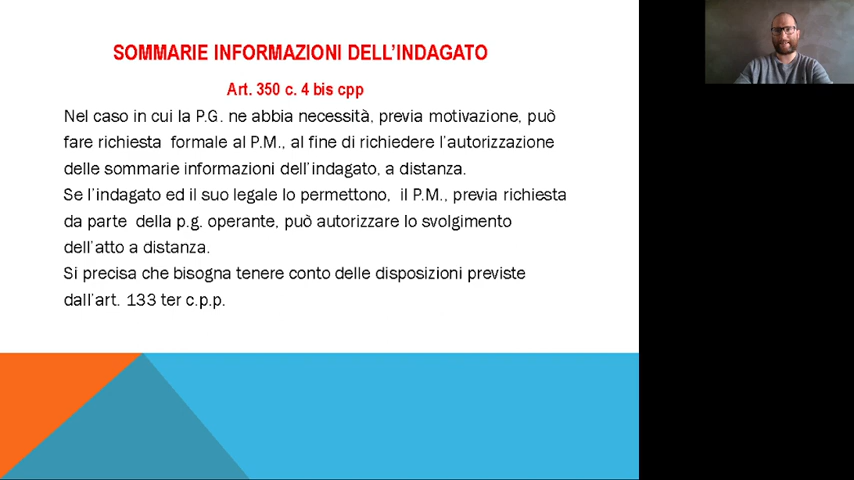 SOMMARIE INFORMAZIONI DELL'INDAGATO
Art. 350 c. 4 bis cpp
Nel caso in cui la P.G. ne abbia necessità, previa motivazione, può
fare richiesta formale al P.M., al fine di richiedere l'autorizzazione
delle sommarie informazioni dell'indagato, a distanza.
Se l'indagato ed il suo legale lo permettono, il P.M., previa richiesta
da parte della p.g. operante, può autorizzare lo svolgimento
dell'atto a distanza.
Si precisa che bisogna tenere conto delle disposizioni previste
dall'art. 133 ter c.p.p.